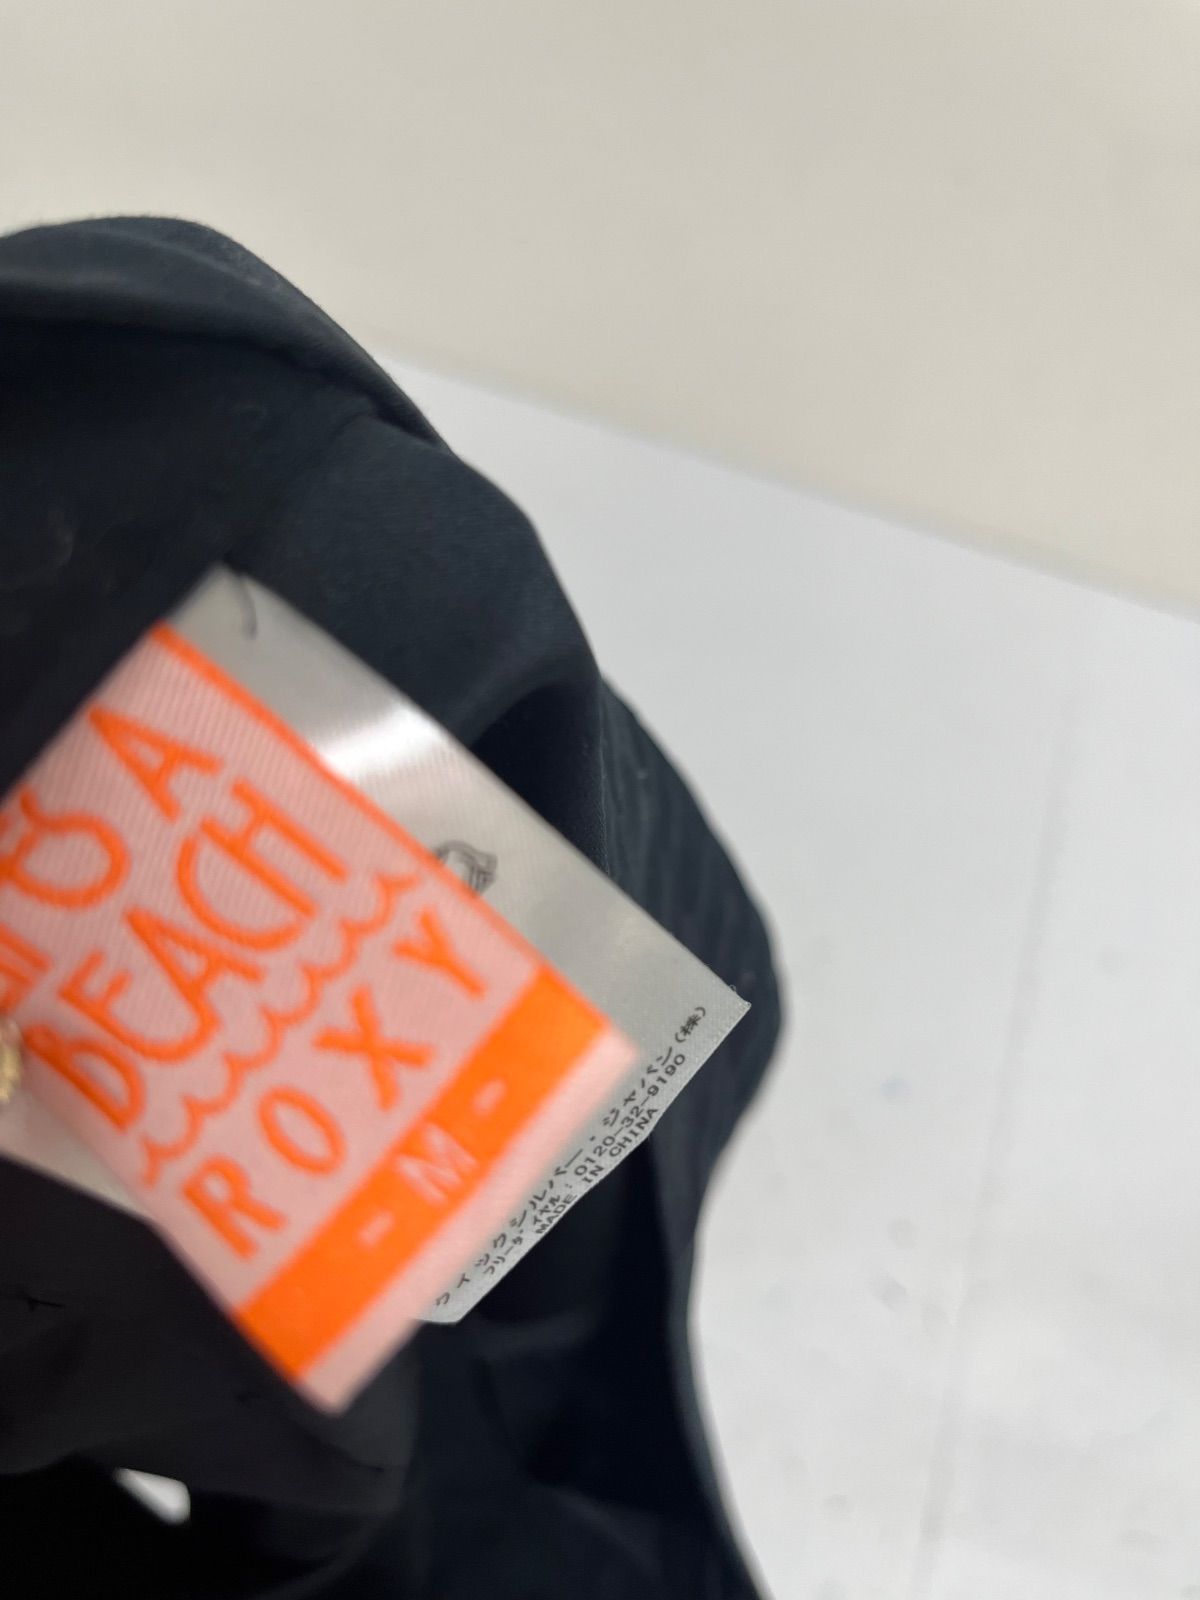 BEACH
ROXY
- M -
クイックシルバー・ジャパン(株)
フリーダイヤル:0120-32-9190
MADE IN CHINA